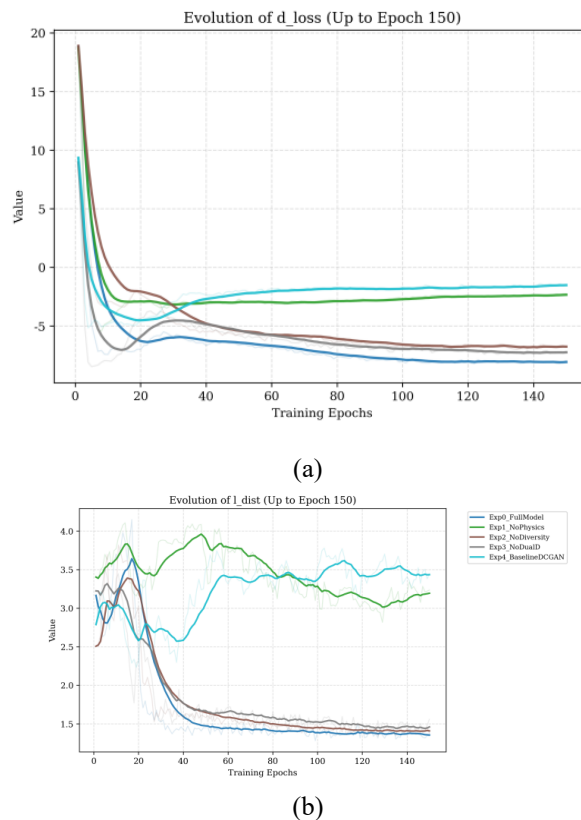 Evolution of d_loss (Up to Epoch 150)
20
15
10
5
0
-5
Value
0
20
40
60
80
100
120
140
Training Epochs
(a)
Evolution of l_dist (Up to Epoch 150)
4.0
3.5
3.0
2.5
2.0
1.5
Value
0
20
40
60
80
100
120
140
Training Epochs
Exp0_FullModel
Exp1_NoPhysics
Exp2_NoDiversity
Exp3_NoDualD
Exp4_BaselineDCGAN
(b)